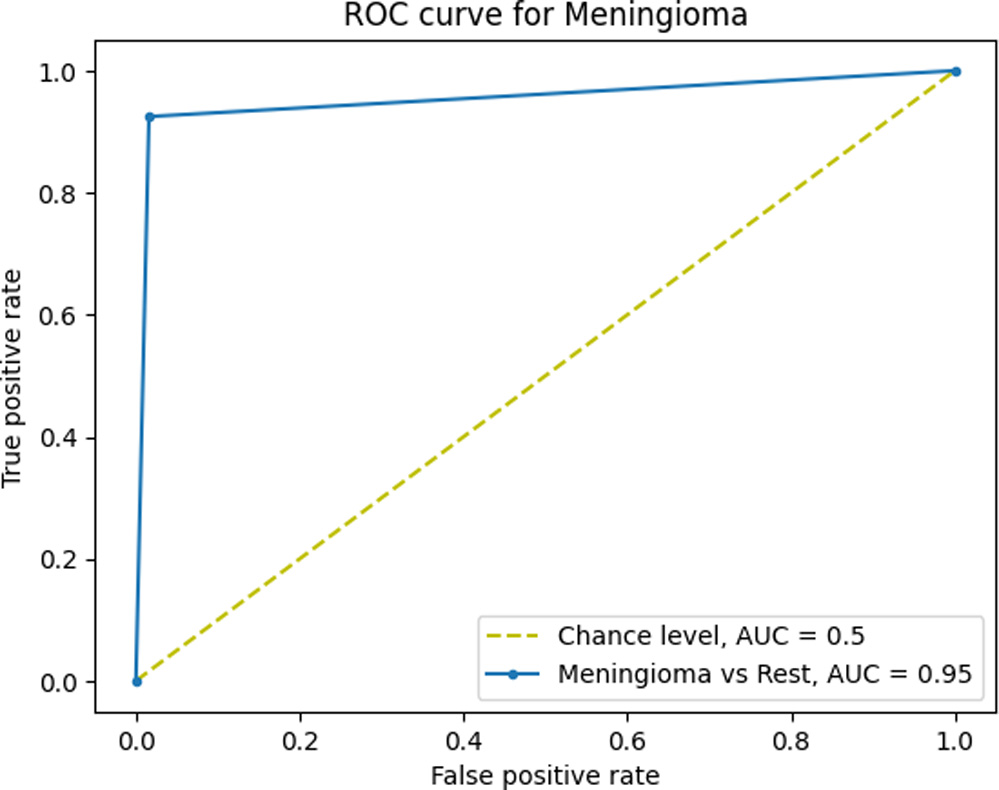 ROC curve for Meningioma
True positive rate
1.0
0.8
0.6
0.4
0.2
0.0
Chance level, AUC = 0.5
Meningioma vs Rest, AUC = 0.95
0.0 0.2 0.4 0.6 0.8 1.0
False positive rate